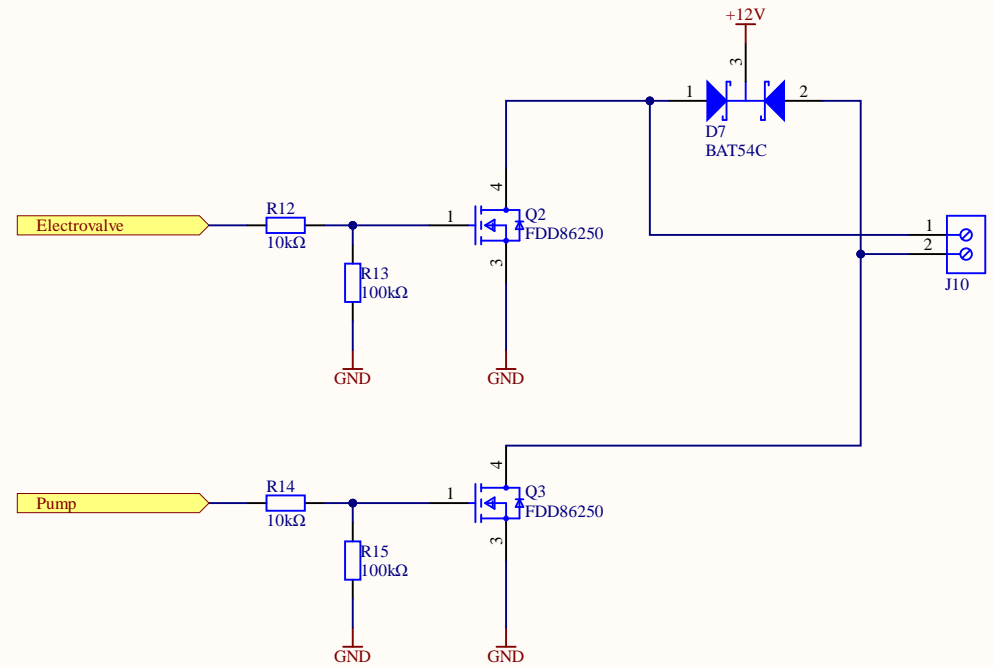 +12V
3
1
2
D7
BAT54C
4
Electrovalve
R12
10kΩ
1
Q2
FDD86250
3
R13
100kΩ
GND
GND
1
2
J10
4
Pump
R14
10kΩ
1
Q3
FDD86250
3
R15
100kΩ
GND
GND